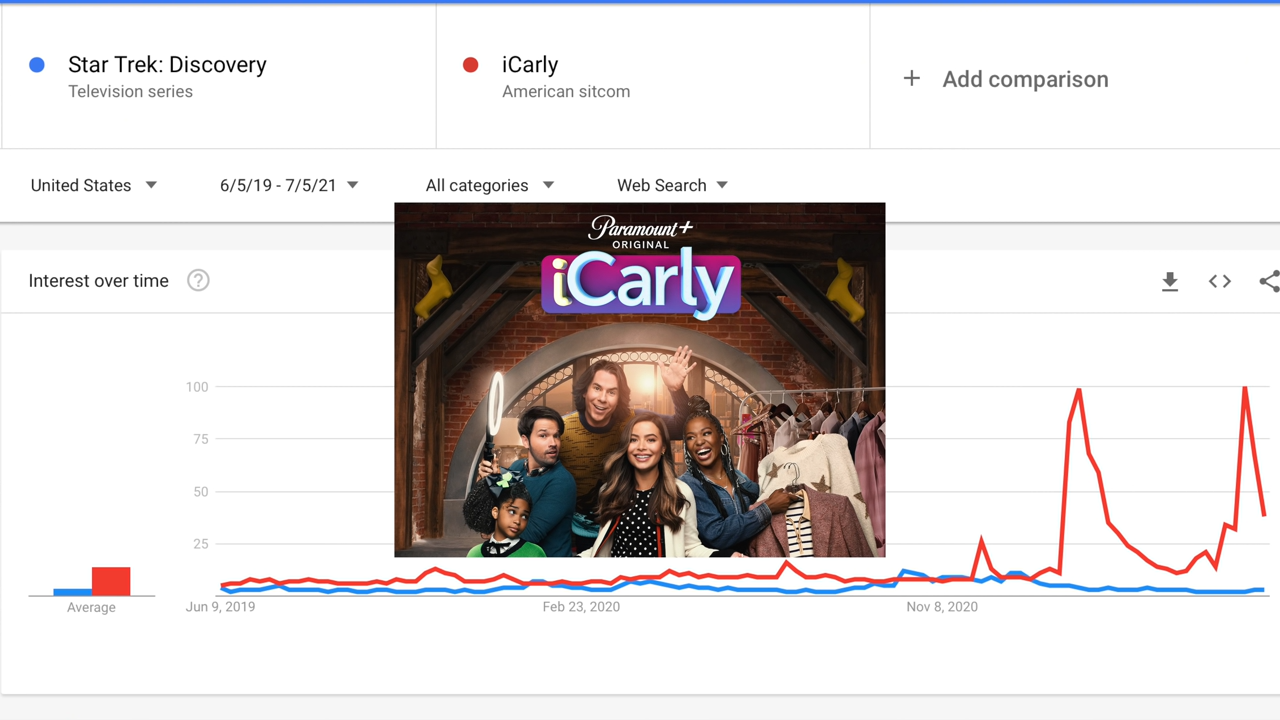 Star Trek: Discovery
Television series
iCarly
American sitcom
+ Add comparison
United States
6/5/19 - 7/5/21
All categories
Web Search
Paramount+
ORIGINAL
iCarly
Interest over time ?
100
75
50
25
Average
Jun 9, 2019
Feb 23, 2020
Nov 8, 2020